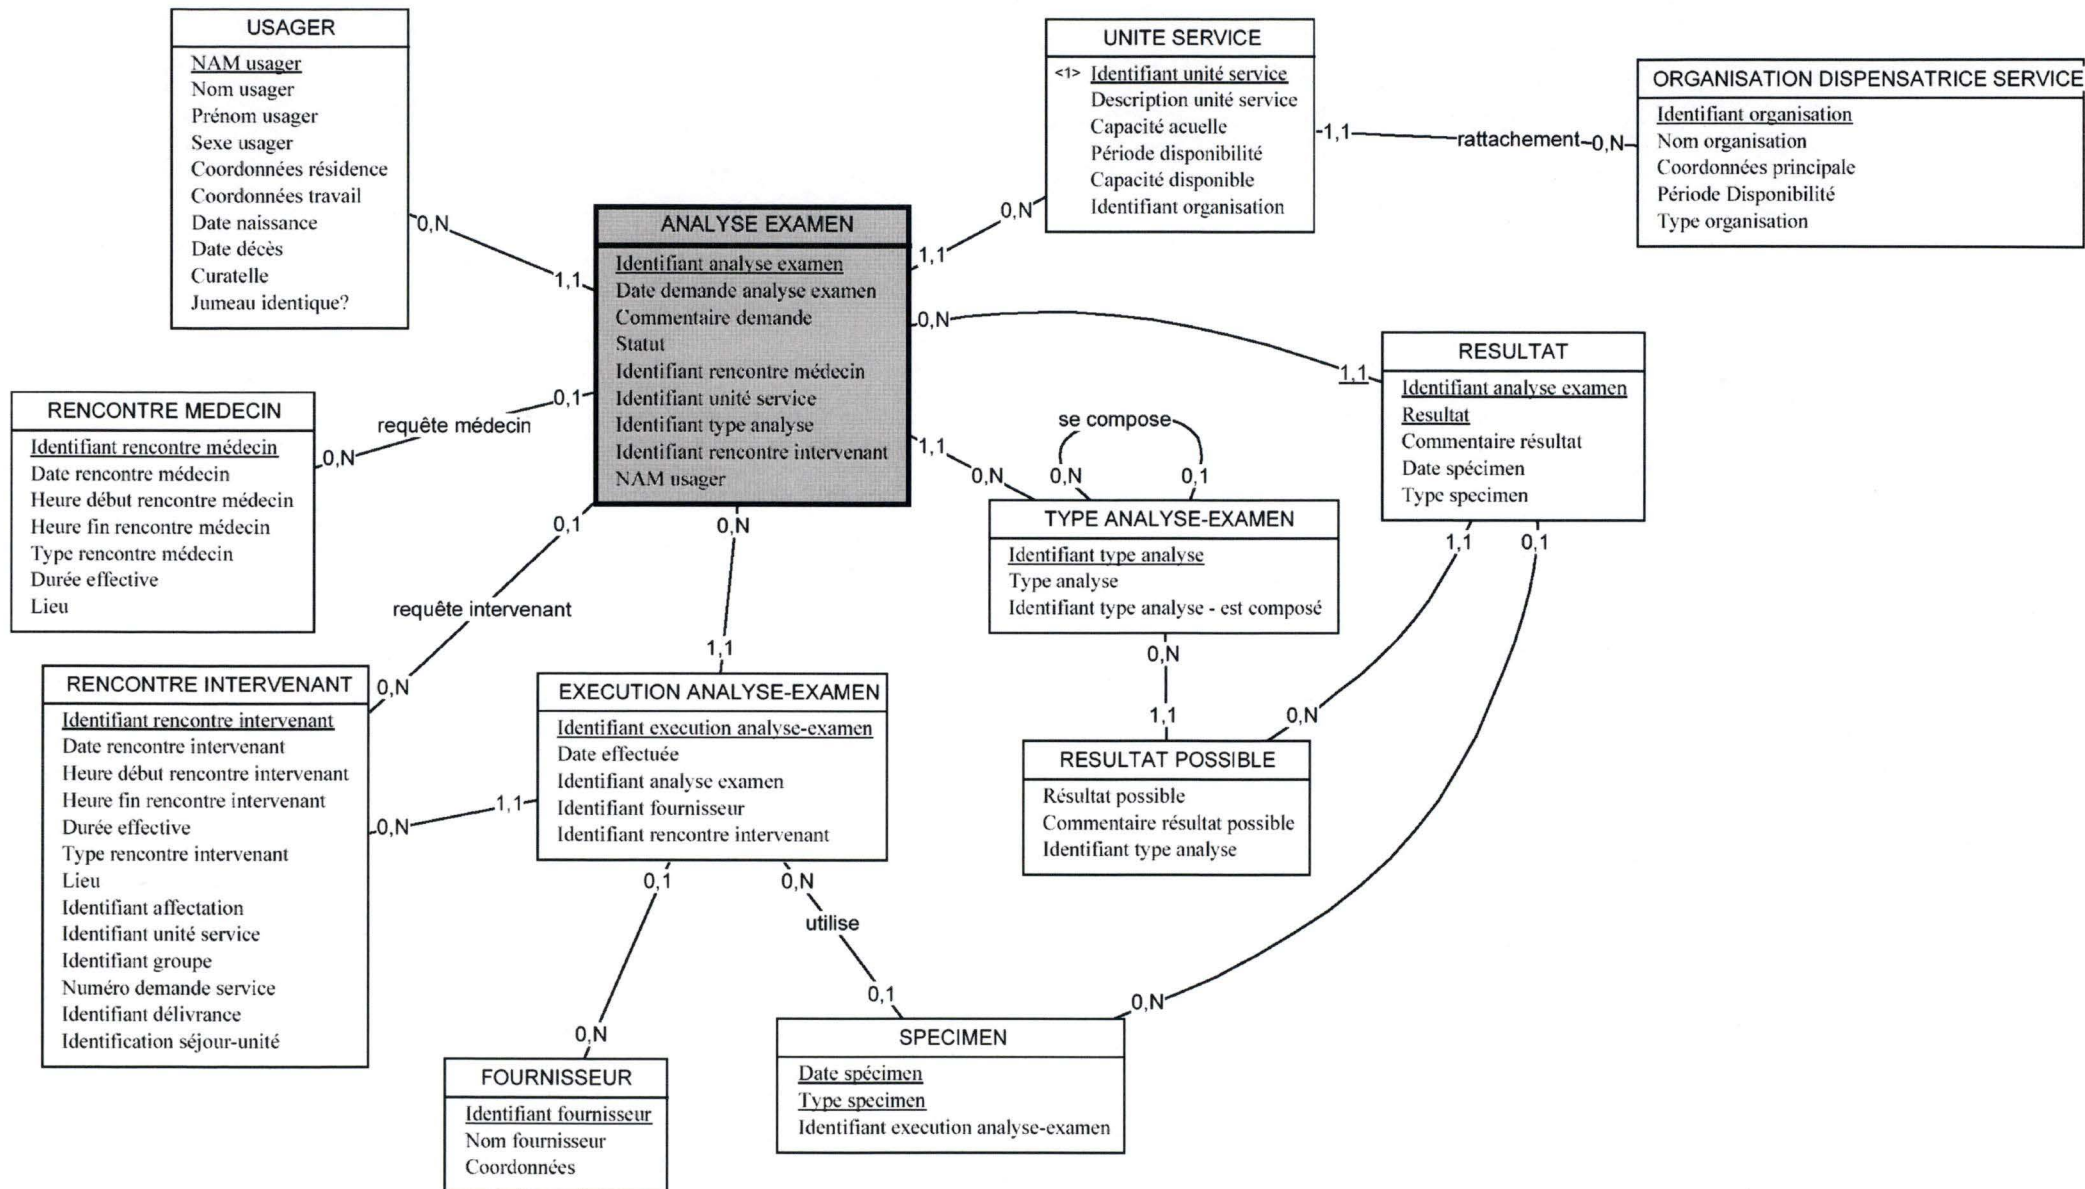 USAGER
NAM usager
Nom usager
Prénom usager
Sexe usager
Coordonnées résidence
Coordonnées travail
Date naissance
Date décès
Curatelle
Jumeau identique?
0,N
1,1
UNITE SERVICE
<1> Identifiant unité service
Description unité service
Capacité acuelle
Période disponibilité
Capacité disponible
Identifiant organisation
1,1
rattachement
0,N
ORGANISATION DISPENSATRICE SERVICE
Identifiant organisation
Nom organisation
Coordonnées principale
Période Disponibilité
Type organisation
0,N
1,1
ANALYSE EXAMEN
Identifiant analyse examen
Date demande analyse examen
Commentaire demande
Statut
Identifiant rencontre médecin
Identifiant unité service
Identifiant type analyse
Identifiant rencontre intervenant
NAM usager
0,N
1,1
RESULTAT
Identifiant analyse examen
Resultat
Commentaire résultat
Date spécimen
Type specimen
1,1
0,1
RENCONTRE MEDECIN
Identifiant rencontre médecin
Date rencontre médecin
Heure début rencontre médecin
Heure fin rencontre médecin
Type rencontre médecin
Durée effective
Lieu
0,N
requête médecin
0,1
se compose
0,N
0,1
1,1
0,N
TYPE ANALYSE-EXAMEN
Identifiant type analyse
Type analyse
Identifiant type analyse - est composé
0,N
1,1
0,N
0,1
requête intervenant
0,N
0,N
1,1
RENCONTRE INTERVENANT
Identifiant rencontre intervenant
Date rencontre intervenant
Heure début rencontre intervenant
Heure fin rencontre intervenant
Durée effective
Type rencontre intervenant
Lieu
Identifiant affectation
Identifiant unité service
Identifiant groupe
Numéro demande service
Identifiant délivrance
Identification séjour-unité
0,N
1,1
EXECUTION ANALYSE-EXAMEN
Identifiant execution analyse-examen
Date effectuée
Identifiant analyse examen
Identifiant fournisseur
Identifiant rencontre intervenant
RESULTAT POSSIBLE
Résultat possible
Commentaire résultat possible
Identifiant type analyse
0,1
0,N
utilise
0,1
0,N
0,N
FOURNISSEUR
Identifiant fournisseur
Nom fournisseur
Coordonnées
SPECIMEN
Date spécimen
Type specimen
Identifiant execution analyse-examen